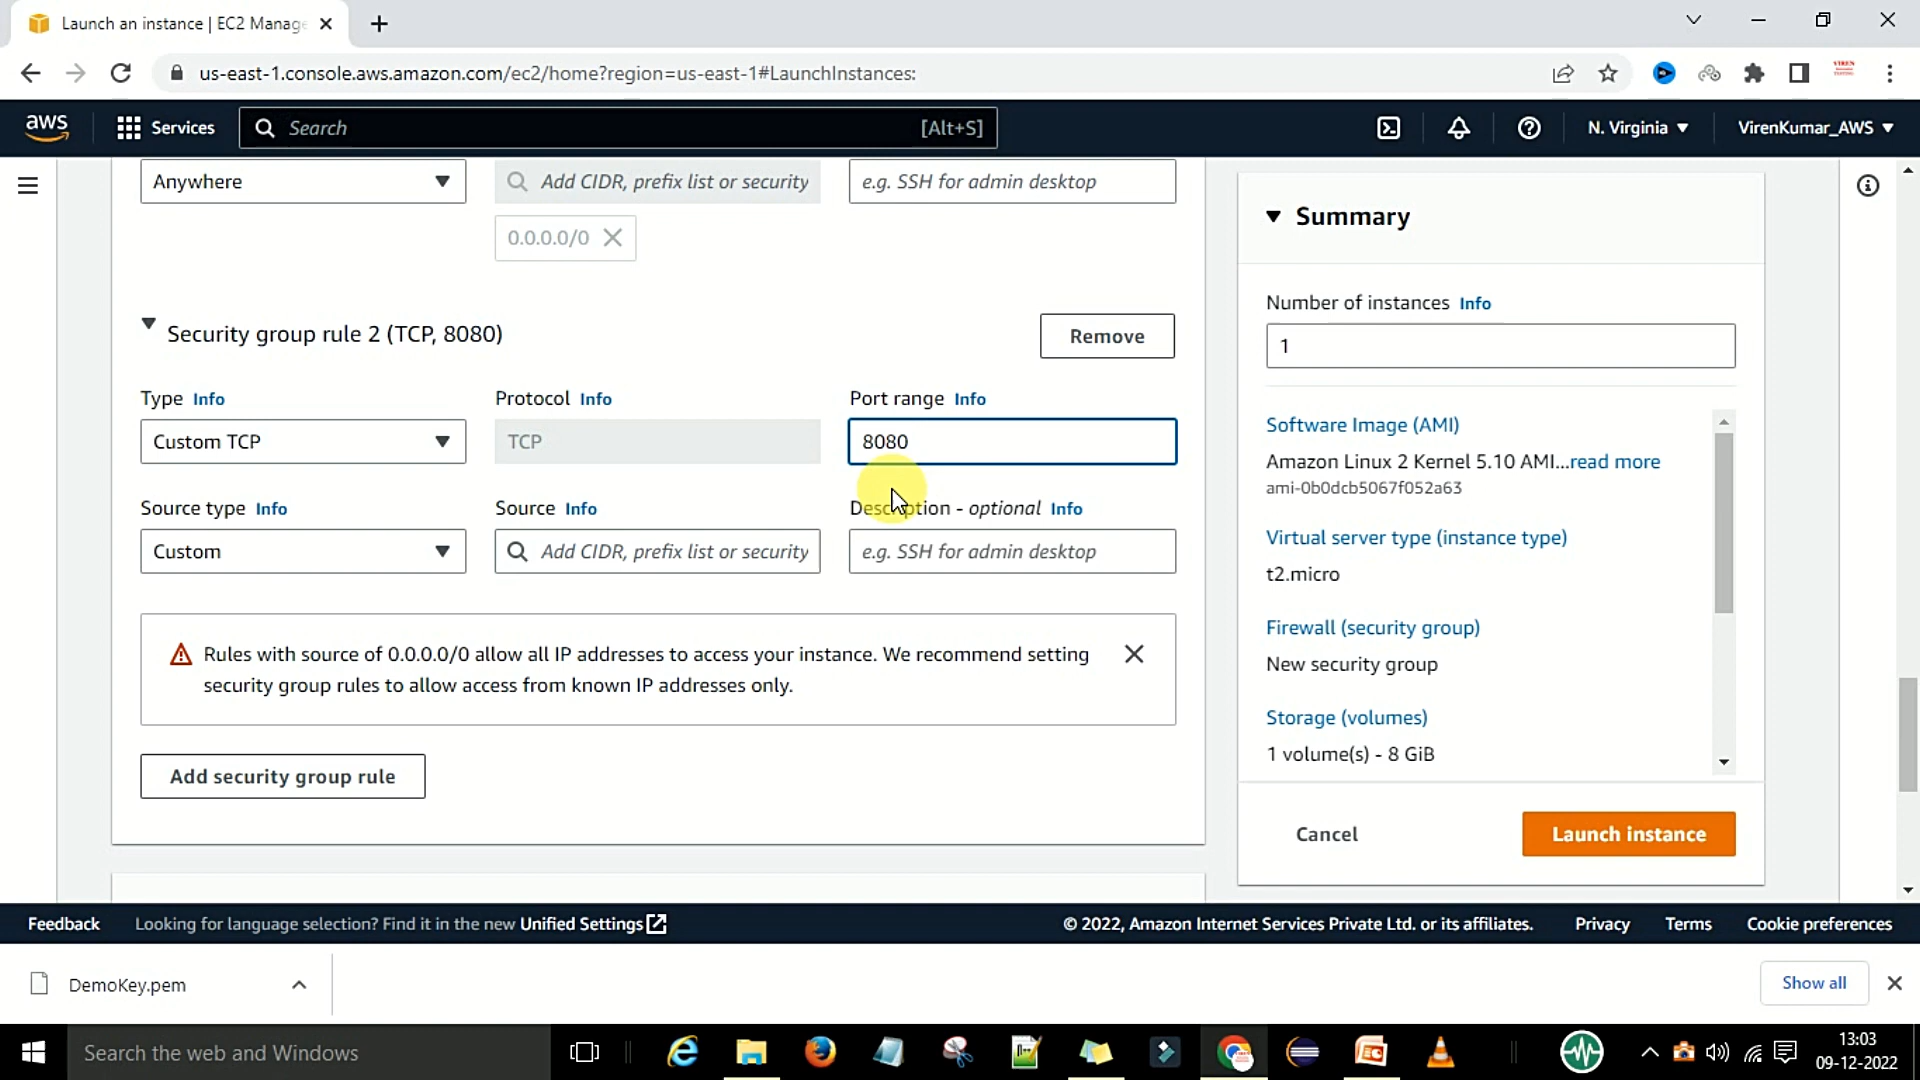 Launch an instance | EC2 Manage
us-east-1.console.aws.amazon.com/ec2/home?region=us-east-1#LaunchInstances:
VIREN
aws
Services
Search
[Alt+S]
N. Virginia
VirenKumar_AWS
Anywhere
Add CIDR, prefix list or security
e.g. SSH for admin desktop
0.0.0.0/0
Security group rule 2 (TCP, 8080)
Remove
Type Info
Protocol Info
Port range Info
Custom TCP
TCP
8080
Source type Info
Source Info
Description - optional Info
Custom
Add CIDR, prefix list or security
e.g. SSH for admin desktop
Rules with source of 0.0.0.0/0 allow all IP addresses to access your instance. We recommend setting
security group rules to allow access from known IP addresses only.
Add security group rule
Summary
Number of instances Info
1
Software Image (AMI)
Amazon Linux 2 Kernel 5.10 AMI...read more
ami-0b0dcb5067f052a63
Virtual server type (instance type)
t2.micro
Firewall (security group)
New security group
Storage (volumes)
1 volume(s) - 8 GiB
Cancel
Launch instance
Feedback
Looking for language selection? Find it in the new Unified Settings
© 2022, Amazon Internet Services Private Ltd. or its affiliates.
Privacy
Terms
Cookie preferences
DemoKey.pem
Show all
Search the web and Windows
13:03
09-12-2022